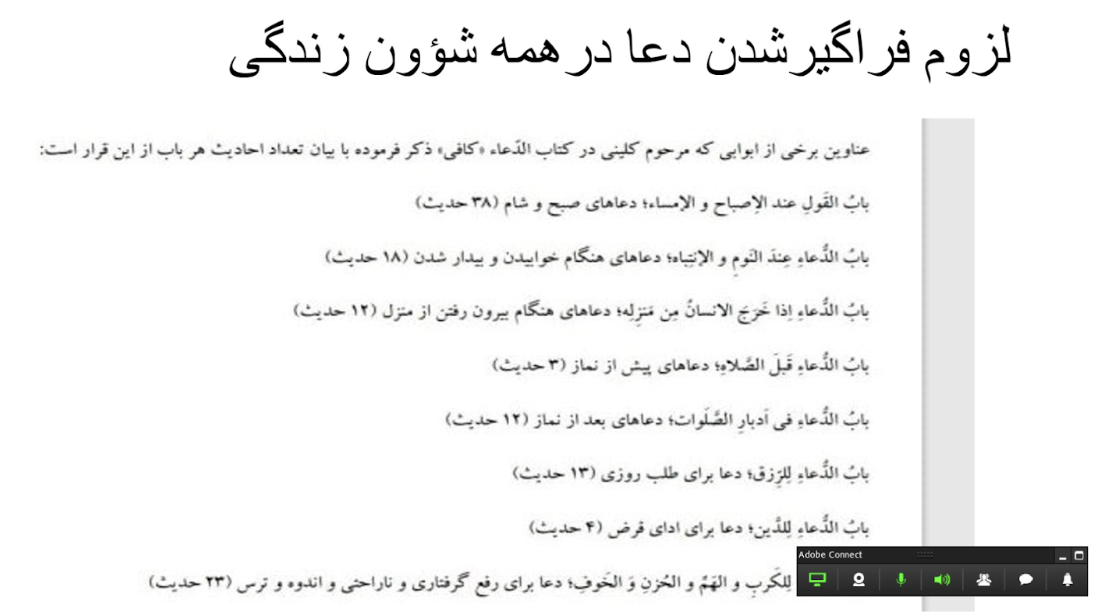 لزوم فراگیرشدن دعا در همه شؤون زندگی
عناوین برخی از ابوابی که مرحوم کلینی در کتاب الدّعاء «کافی» ذکر فرموده با بیان تعداد احادیث هر باب از این قرار است:
بابُ القَولِ عند الإصباح و الإمساء؛ دعاهای صبح و شام (۳۸ حدیث)
بابُ الدُّعاءِ عِندَ النَومِ و الإنتِباه؛ دعاهای هنگام خوابیدن و بیدار شدن (۱۸ حدیث)
بابُ الدُّعاءِ إذا خَرَجَ الانسانُ مِن مَنزِلِه؛ دعاهای هنگام بیرون رفتن از منزل (۱۲ حدیث)
بابُ الدُّعاءِ قَبلَ الصَّلاهِ؛ دعاهای پیش از نماز (۳ حدیث)
بابُ الدُّعاءِ فی أدبارِ الصَّلَوات؛ دعاهای بعد از نماز (۱۲ حدیث)
بابُ الدُّعاءِ لِلرِّزق؛ دعا برای طلب روزی (۱۳ حدیث)
بابُ الدُّعاءِ لِلدَّین؛ دعا برای ادای قرض (۴ حدیث)
لِلکَربِ و الهَمِّ و الحُزنِ وَ الخَوفِ؛ دعا برای رفع گرفتاری و ناراحتی و اندوه و ترس (۲۳ حدیث)
Adobe Connect